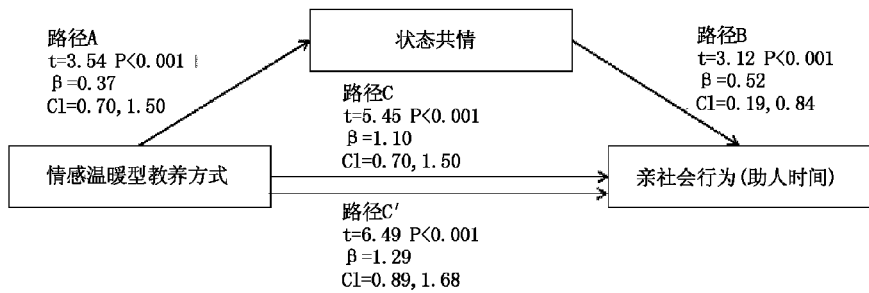 路径A
t=3.54 P<0.001
β=0.37
Cl=0.70,1.50
状态共情
路径B
t=3.12 P<0.001
β=0.52
Cl=0.19,0.84
路径C
t=5.45 P<0.001
β=1.10
Cl=0.70,1.50
情感温暖型教养方式
亲社会行为(助人时间)
路径C′
t=6.49 P<0.001
β=1.29
Cl=0.89,1.68